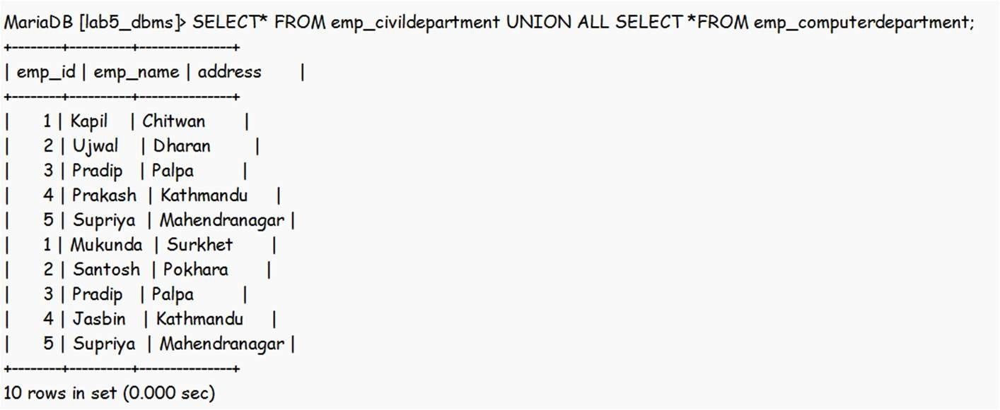 MariaDB [lab5_dbms]> SELECT* FROM emp_civildepartment UNION ALL SELECT *FROM emp_computerdepartment;
+--------+----------+---------------+
| emp_id | emp_name | address       |
+--------+----------+---------------+
|      1 | Kapil    | Chitwan       |
|      2 | Ujwal    | Dharan        |
|      3 | Pradip   | Palpa         |
|      4 | Prakash  | Kathmandu     |
|      5 | Supriya  | Mahendranagar |
|      1 | Mukunda  | Surkhet       |
|      2 | Santosh  | Pokhara       |
|      3 | Pradip   | Palpa         |
|      4 | Jasbin   | Kathmandu     |
|      5 | Supriya  | Mahendranagar |
+--------+----------+---------------+
10 rows in set (0.000 sec)